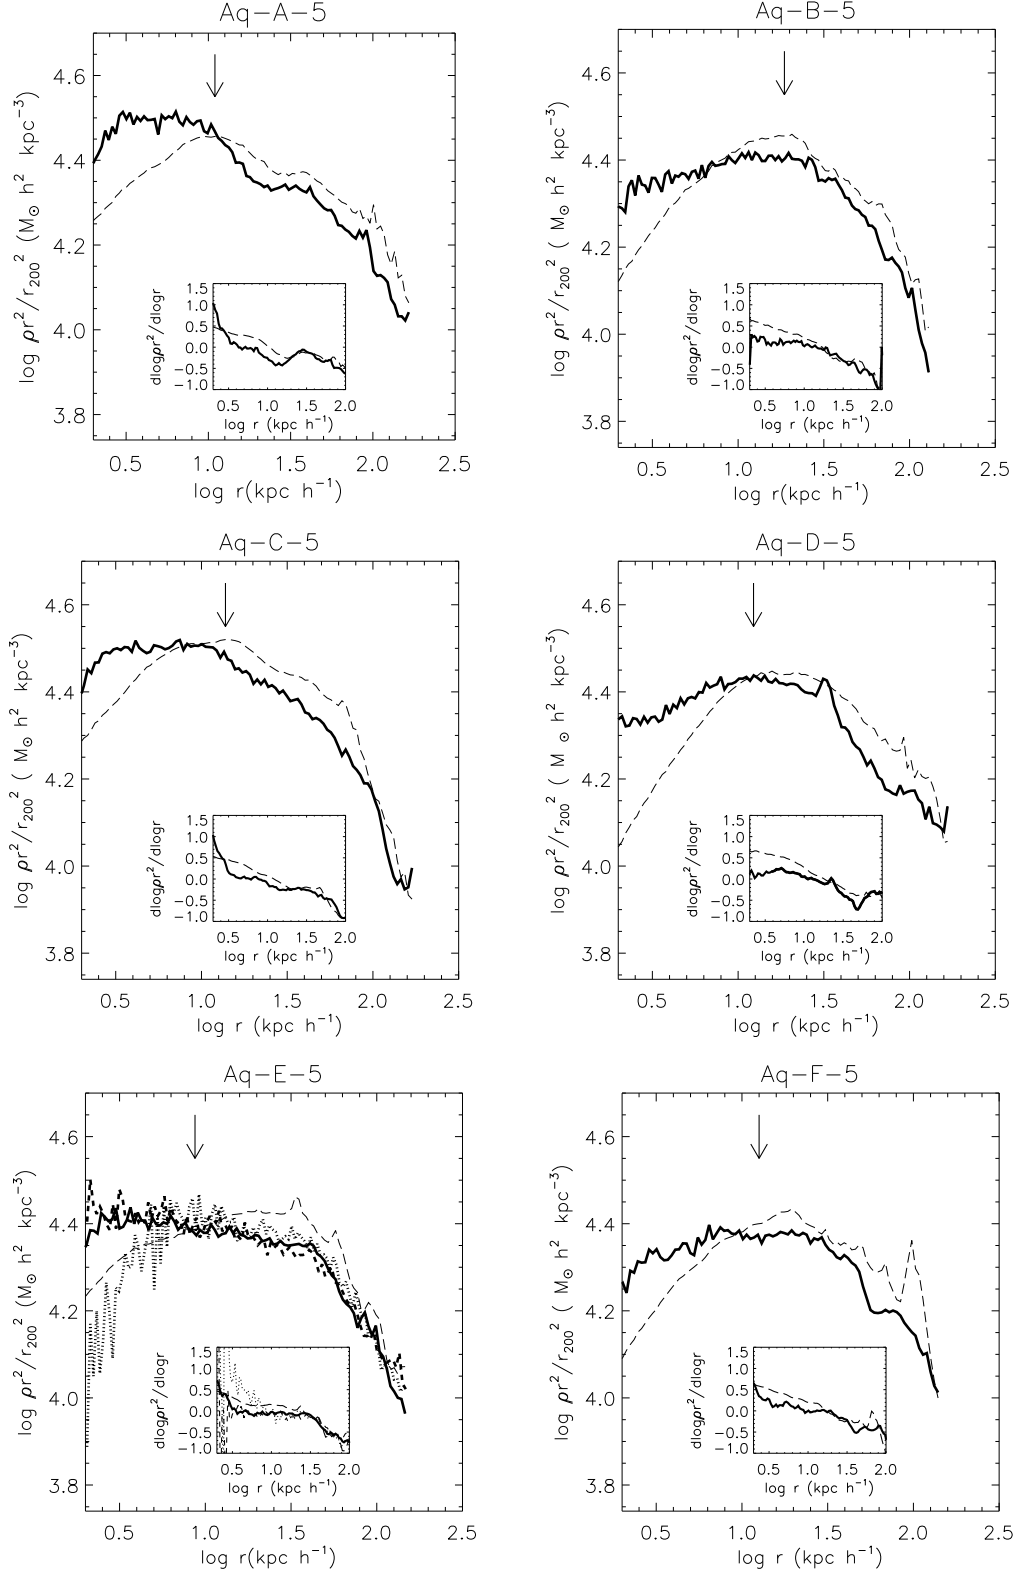 Aq-A-5
log ρr²/r₂₀₀² (M⊙ h² kpc⁻³)
4.6
4.4
4.2
4.0
3.8
0.5 1.0 1.5 2.0 2.5
log r(kpc h⁻¹)
dlogρr²/dlogr
1.5
1.0
0.5
0.0
−0.5
−1.0
0.5 1.0 1.5 2.0
log r (kpc h⁻¹)
Aq-B-5
log ρr²/r₂₀₀² ( M⊙ h² kpc⁻³)
4.6
4.4
4.2
4.0
3.8
0.5 1.0 1.5 2.0 2.5
log r (kpc h⁻¹)
dlogρr²/dlogr
1.5
1.0
0.5
0.0
−0.5
−1.0
0.5 1.0 1.5 2.0
log r (kpc h⁻¹)
Aq-C-5
log ρr²/r₂₀₀² ( M⊙ h² kpc⁻³)
4.6
4.4
4.2
4.0
3.8
0.5 1.0 1.5 2.0 2.5
log r (kpc h⁻¹)
dlogρr²/dlogr
1.5
1.0
0.5
0.0
−0.5
−1.0
0.5 1.0 1.5 2.0
log r (kpc h⁻¹)
Aq-D-5
log ρr²/r₂₀₀² ( M ⊙ h² kpc⁻³)
4.6
4.4
4.2
4.0
3.8
0.5 1.0 1.5 2.0 2.5
log r (kpc h⁻¹)
dlogρr²/dlogr
1.5
1.0
0.5
0.0
−0.5
−1.0
0.5 1.0 1.5 2.0
log r (kpc h⁻¹)
Aq-E-5
log ρr²/r₂₀₀² (M⊙ h² kpc⁻³)
4.6
4.4
4.2
4.0
3.8
0.5 1.0 1.5 2.0 2.5
log r (kpc h⁻¹)
dlogρr²/dlogr
1.5
1.0
0.5
0.0
−0.5
−1.0
0.5 1.0 1.5 2.0
log r (kpc h⁻¹)
Aq-F-5
log ρr²/r₂₀₀² ( M⊙ h² kpc⁻³)
4.6
4.4
4.2
4.0
3.8
0.5 1.0 1.5 2.0 2.5
log r (kpc h⁻¹)
dlogρr²/dlogr
1.5
1.0
0.5
0.0
−0.5
−1.0
0.5 1.0 1.5 2.0
log r (kpc h⁻¹)